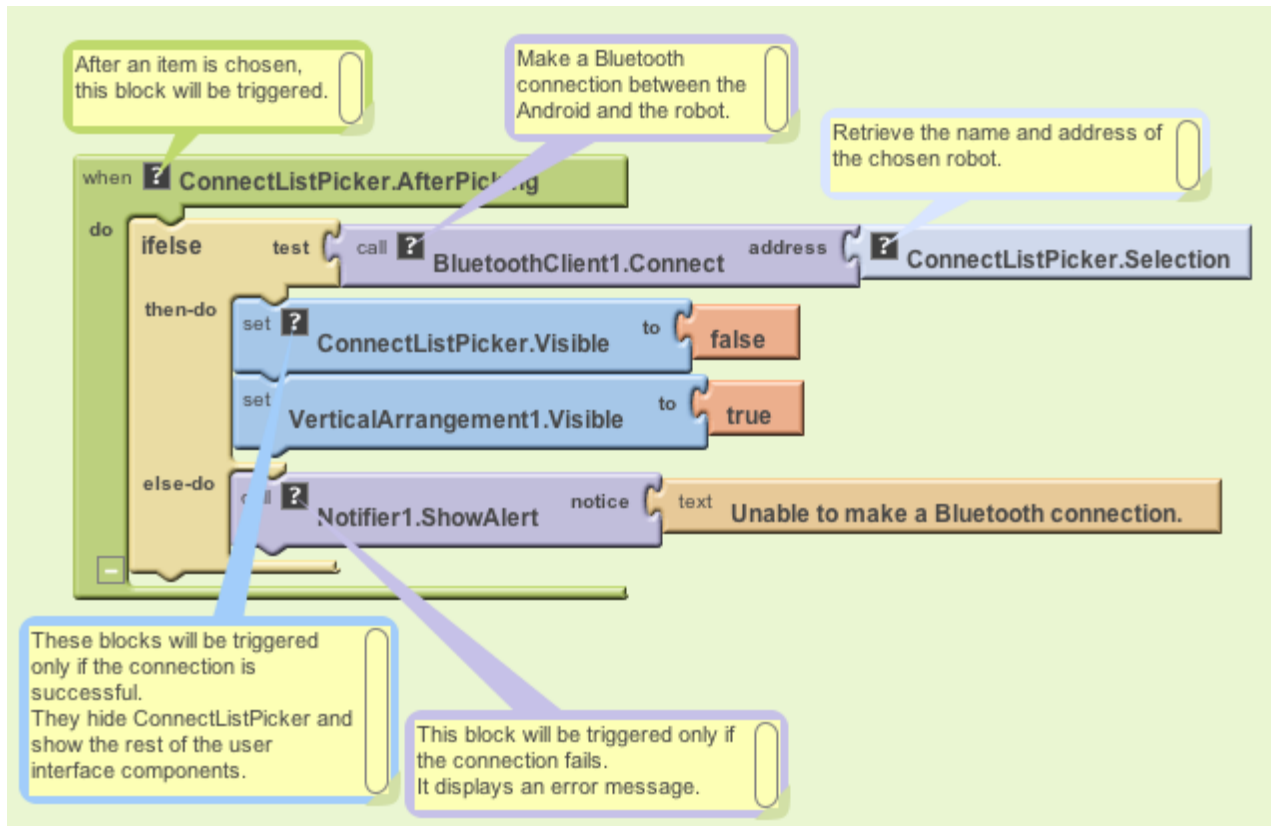 After an item is chosen,
this block will be triggered.
Make a Bluetooth
connection between the
Android and the robot.
Retrieve the name and address of
the chosen robot.
when ? ConnectListPicker.AfterPicking
do
ifelse test call ? BluetoothClient1.Connect address ? ConnectListPicker.Selection
then-do
set ? ConnectListPicker.Visible to false
set VerticalArrangement1.Visible to true
else-do
call ? Notifier1.ShowAlert notice text Unable to make a Bluetooth connection.
These blocks will be triggered
only if the connection is
successful.
They hide ConnectListPicker and
show the rest of the user
interface components.
This block will be triggered only if
the connection fails.
It displays an error message.